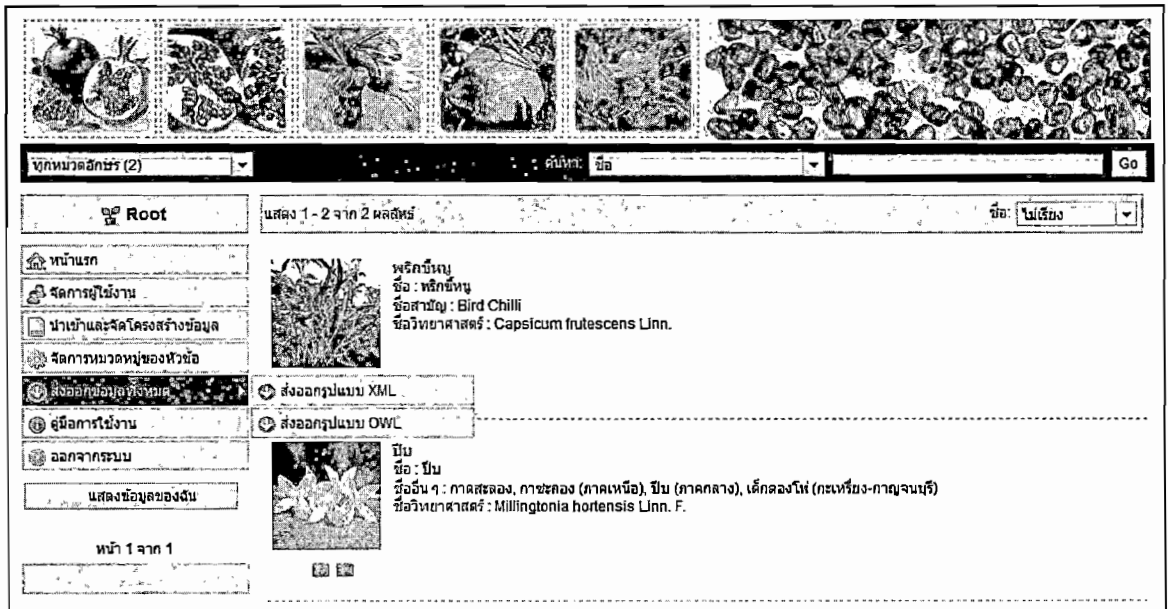 ทุกหมวดอักษร (2) ค้นหา: ชื่อ Go
Root
แสดง 1 - 2 จาก 2 ผลลัพธ์ ชื่อ: ไม่เรียง
หน้าแรก
จัดการผู้ใช้งาน
นำเข้าและจัดโครงสร้างข้อมูล
จัดการหมวดหมู่ของหัวข้อ
ส่งออกข้อมูลทั้งหมด
ส่งออกรูปแบบ XML
ส่งออกรูปแบบ OWL
คู่มือการใช้งาน
ออกจากระบบ
แสดงข้อมูลของฉัน
หน้า 1 จาก 1
พริกขี้หนู
ชื่อ : พริกขี้หนู
ชื่อสามัญ : Bird Chilli
ชื่อวิทยาศาสตร์ : Capsicum frutescens Linn.
ปีบ
ชื่อ : ปีบ
ชื่ออื่น ๆ : กาดสะลอง, กาซะลอง (ภาคเหนือ), ปีบ (ภาคกลาง), เด็กดองโห่ (กะเหรี่ยง-กาญจนบุรี)
ชื่อวิทยาศาสตร์ : Millingtonia hortensis Linn. F.